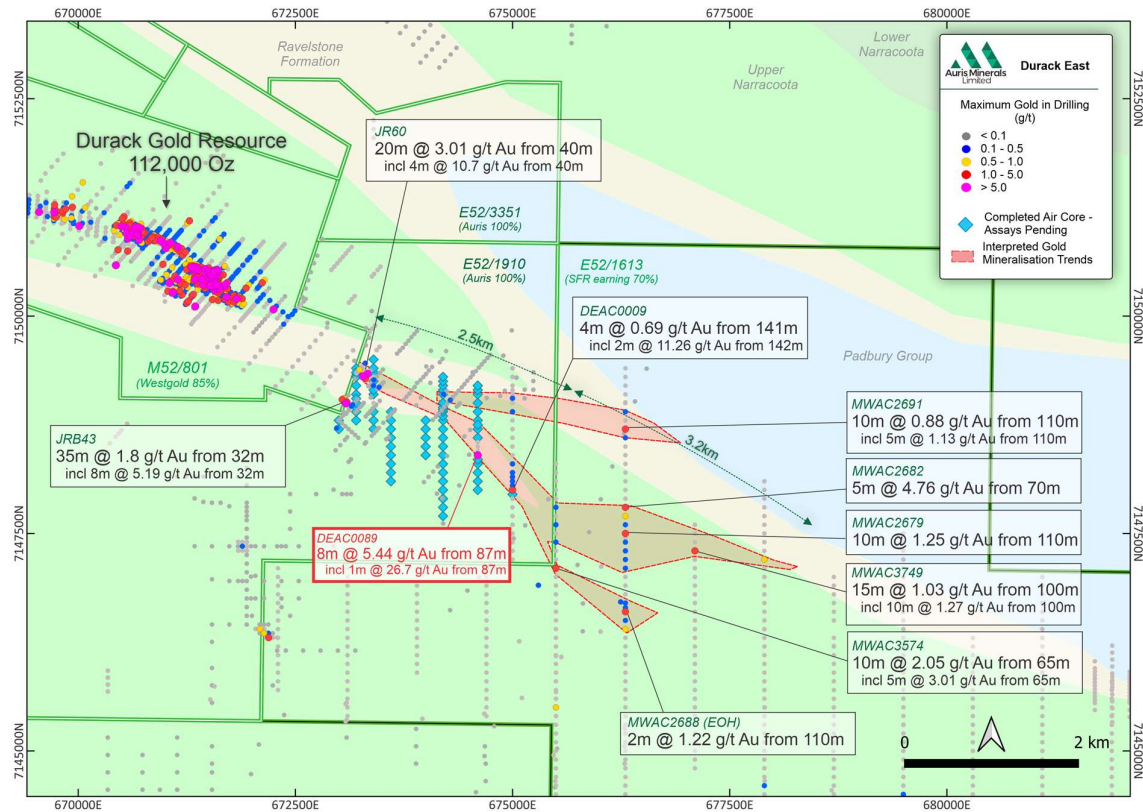 670000E
672500E
675000E
677500E
680000E
7152500N
7150000N
7147500N
7145000N
7152500N
7150000N
7147500N
7145000N
Ravelstone
Formation
Lower
Narracoota
Upper
Narracoota
Auris Minerals
Limited
Durack East
Maximum Gold in Drilling
(g/t)
< 0.1
0.1 - 0.5
0.5 - 1.0
1.0 - 5.0
> 5.0
Completed Air Core -
Assays Pending
Interpreted Gold
Mineralisation Trends
Durack Gold Resource
112,000 Oz
JR60
20m @ 3.01 g/t Au from 40m
incl 4m @ 10.7 g/t Au from 40m
E52/3351
(Auris 100%)
E52/1910
(Auris 100%)
E52/1613
(SFR earning 70%)
DEAC0009
4m @ 0.69 g/t Au from 141m
incl 2m @ 11.26 g/t Au from 142m
2.5km
3.2km
Padbury Group
M52/801
(Westgold 85%)
JRB43
35m @ 1.8 g/t Au from 32m
incl 8m @ 5.19 g/t Au from 32m
MWAC2691
10m @ 0.88 g/t Au from 110m
incl 5m @ 1.13 g/t Au from 110m
MWAC2682
5m @ 4.76 g/t Au from 70m
MWAC2679
10m @ 1.25 g/t Au from 110m
DEAC0089
8m @ 5.44 g/t Au from 87m
incl 1m @ 26.7 g/t Au from 87m
MWAC3749
15m @ 1.03 g/t Au from 100m
incl 10m @ 1.27 g/t Au from 100m
MWAC3574
10m @ 2.05 g/t Au from 65m
incl 5m @ 3.01 g/t Au from 65m
MWAC2688 (EOH)
2m @ 1.22 g/t Au from 110m
0
2 km
670000E
672500E
675000E
677500E
680000E